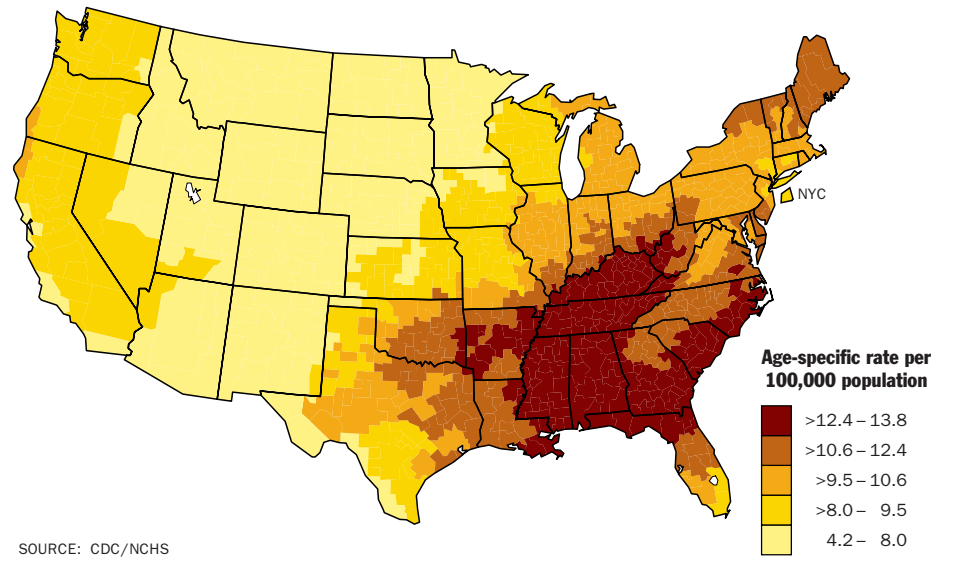 NYC
Age-specific rate per
100,000 population
>12.4 – 13.8
>10.6 – 12.4
>9.5 – 10.6
>8.0 – 9.5
4.2 – 8.0
SOURCE: CDC/NCHS